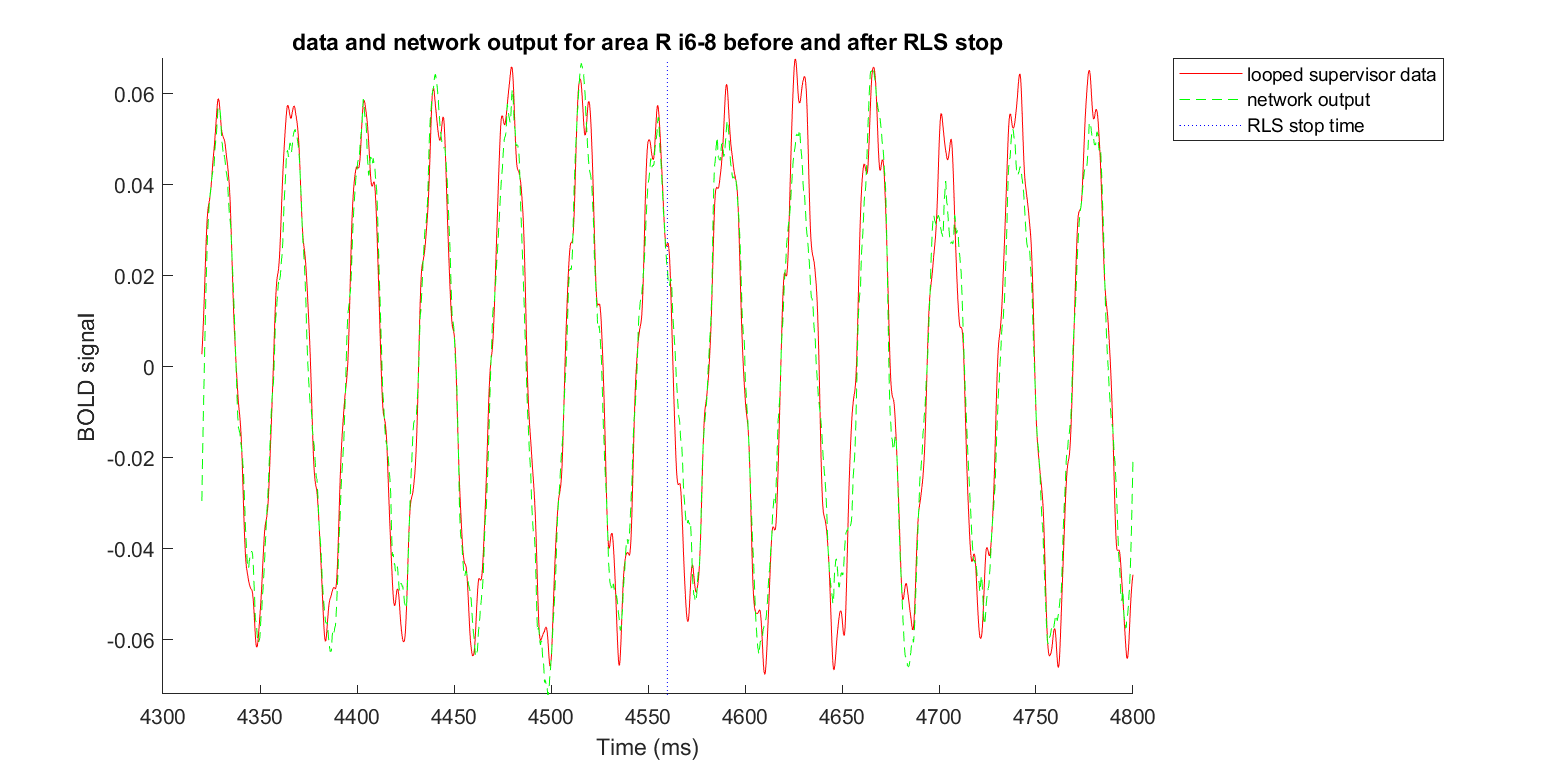 data and network output for area R i6-8 before and after RLS stop
looped supervisor data
network output
RLS stop time
0.06
0.04
0.02
0
-0.02
-0.04
-0.06
BOLD signal
4300 4350 4400 4450 4500 4550 4600 4650 4700 4750 4800
Time (ms)